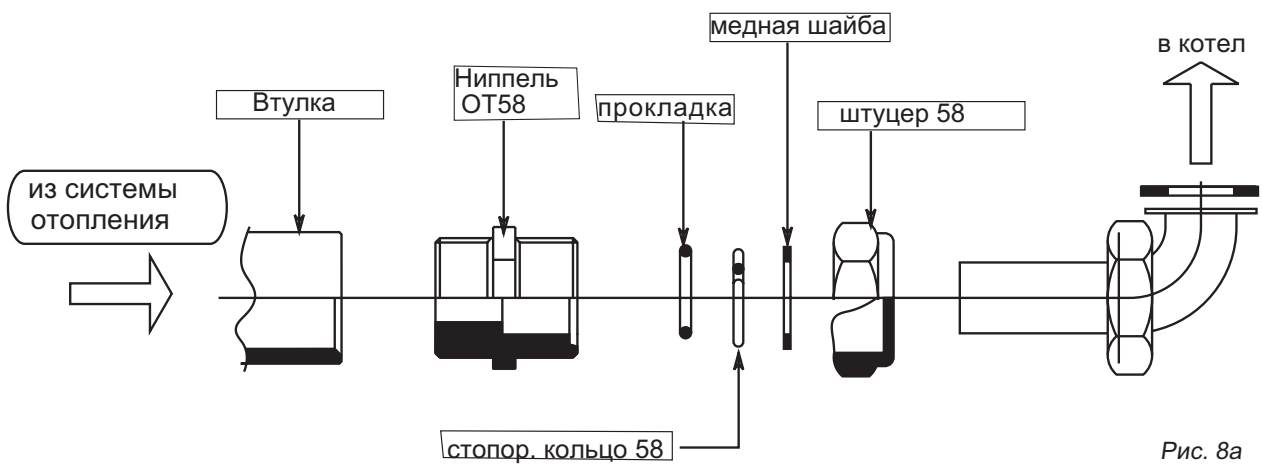 медная шайба
в котел
Ниппель
ОТ58
Втулка
прокладка
штуцер 58
из системы
отопления
стопор. кольцо 58
Рис. 8а